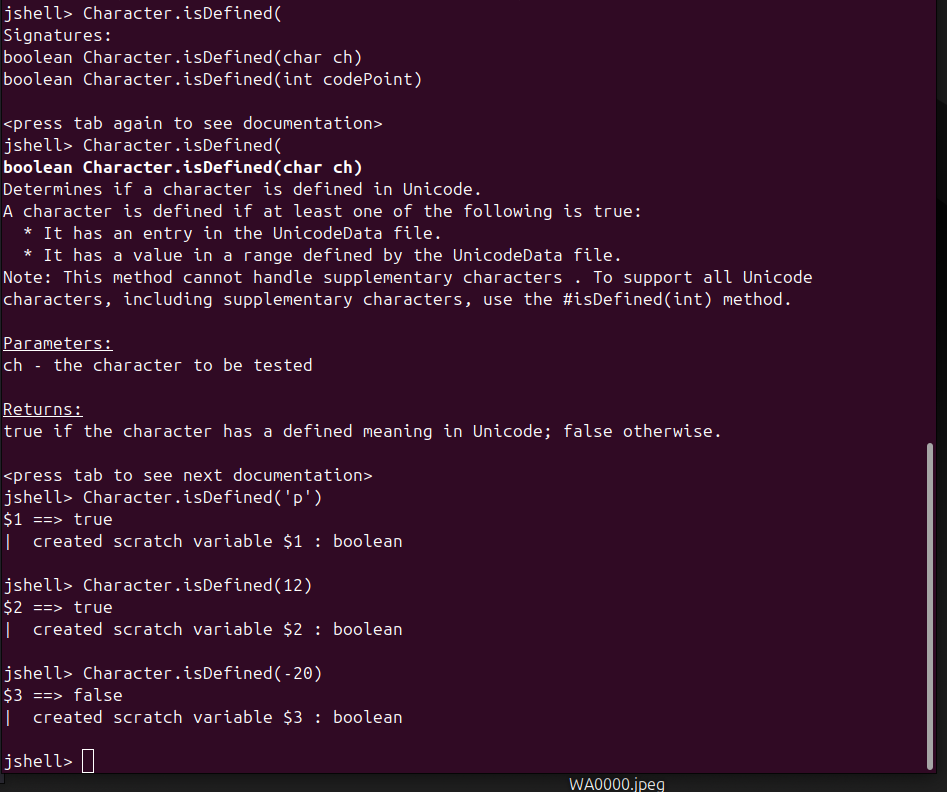 jshell> Character.isDefined(
Signatures:
boolean Character.isDefined(char ch)
boolean Character.isDefined(int codePoint)
<press tab again to see documentation>
jshell> Character.isDefined(
boolean Character.isDefined(char ch)
Determines if a character is defined in Unicode.
A character is defined if at least one of the following is true:
  * It has an entry in the UnicodeData file.
  * It has a value in a range defined by the UnicodeData file.
Note: This method cannot handle supplementary characters . To support all Unicode
characters, including supplementary characters, use the #isDefined(int) method.
Parameters:
ch - the character to be tested
Returns:
true if the character has a defined meaning in Unicode; false otherwise.
<press tab to see next documentation>
jshell> Character.isDefined('p')
$1 ==> true
|  created scratch variable $1 : boolean
jshell> Character.isDefined(12)
$2 ==> true
|  created scratch variable $2 : boolean
jshell> Character.isDefined(-20)
$3 ==> false
|  created scratch variable $3 : boolean
jshell>
WA0000.jpeg